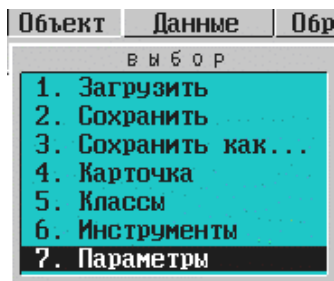 Объект Данные Обр
выбор
1. Загрузить
2. Сохранить
3. Сохранить как...
4. Карточка
5. Классы
6. Инструменты
7. Параметры